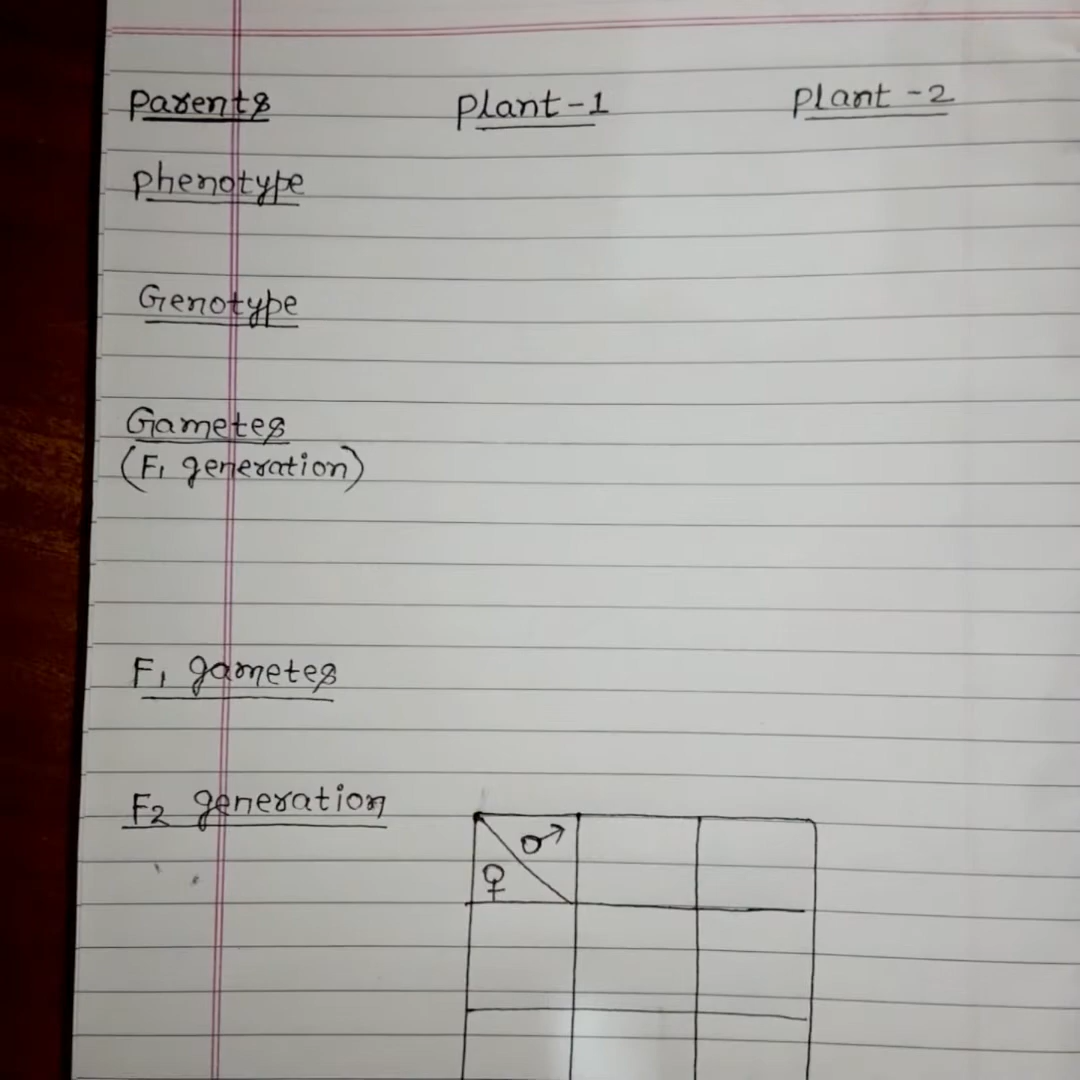 Parents Plant-1 Plant-2
Phenotype
Genotype
Gametes
(F₁ generation)
F₁ gametes
F₂ generation
♂
♀